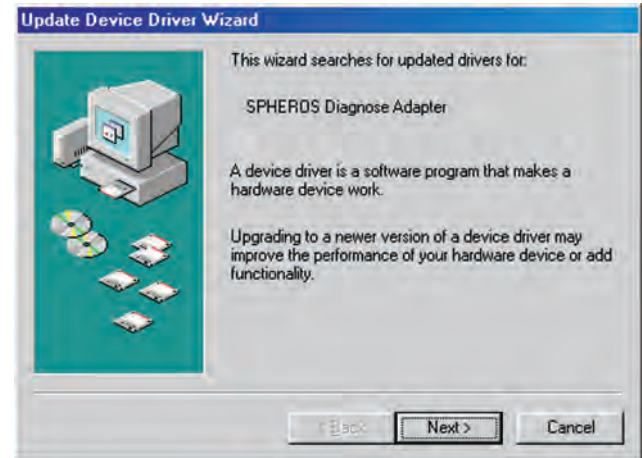 Update Device Driver Wizard
This wizard searches for updated drivers for:
SPHEROS Diagnose Adapter
A device driver is a software program that makes a
hardware device work.
Upgrading to a newer version of a device driver may
improve the performance of your hardware device or add
functionality.
< Back Next > Cancel